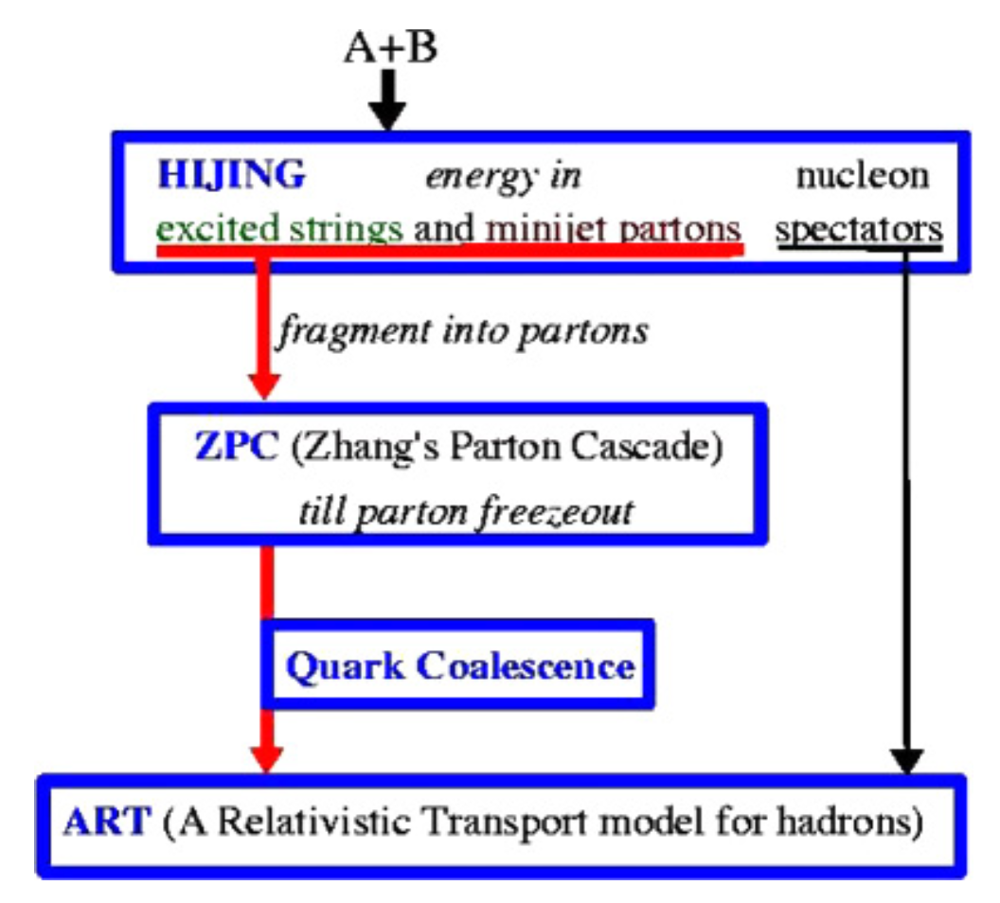 A+B
HIJING energy in nucleon
excited strings and minijet partons spectators
fragment into partons
ZPC (Zhang's Parton Cascade)
till parton freezeout
Quark Coalescence
ART (A Relativistic Transport model for hadrons)